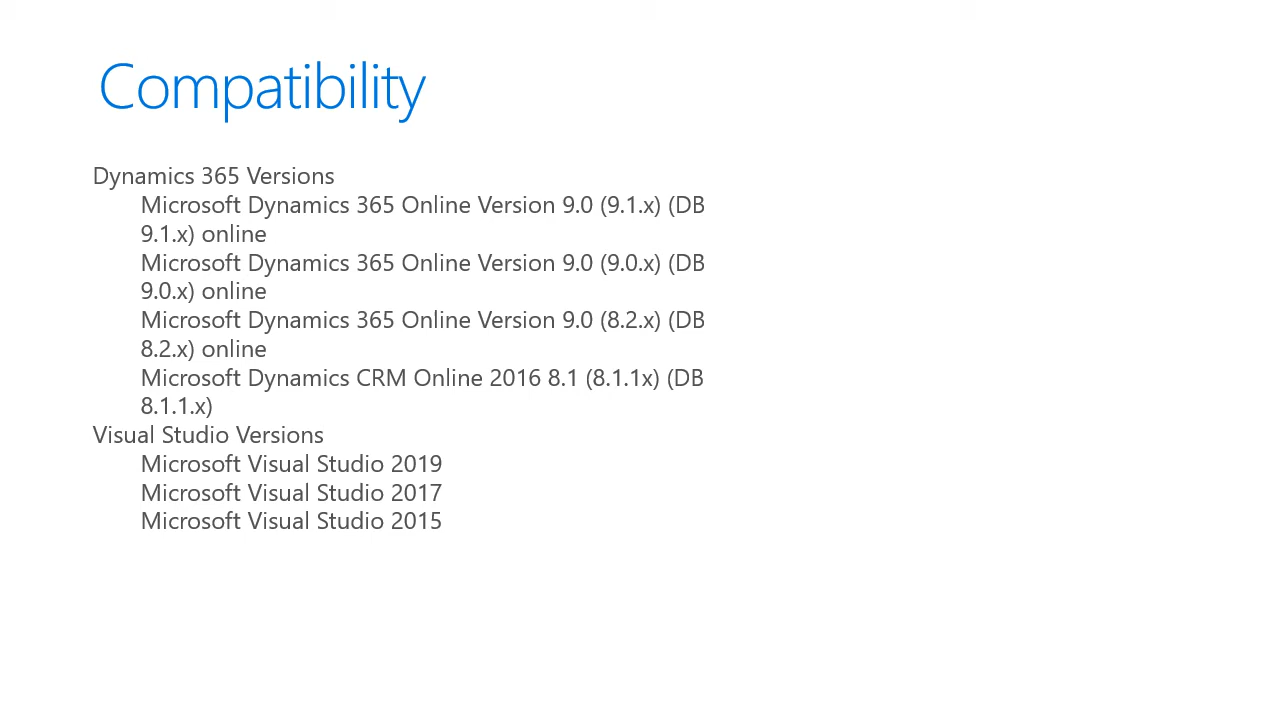 Compatibility
Dynamics 365 Versions
Microsoft Dynamics 365 Online Version 9.0 (9.1.x) (DB
9.1.x) online
Microsoft Dynamics 365 Online Version 9.0 (9.0.x) (DB
9.0.x) online
Microsoft Dynamics 365 Online Version 9.0 (8.2.x) (DB
8.2.x) online
Microsoft Dynamics CRM Online 2016 8.1 (8.1.1x) (DB
8.1.1.x)
Visual Studio Versions
Microsoft Visual Studio 2019
Microsoft Visual Studio 2017
Microsoft Visual Studio 2015